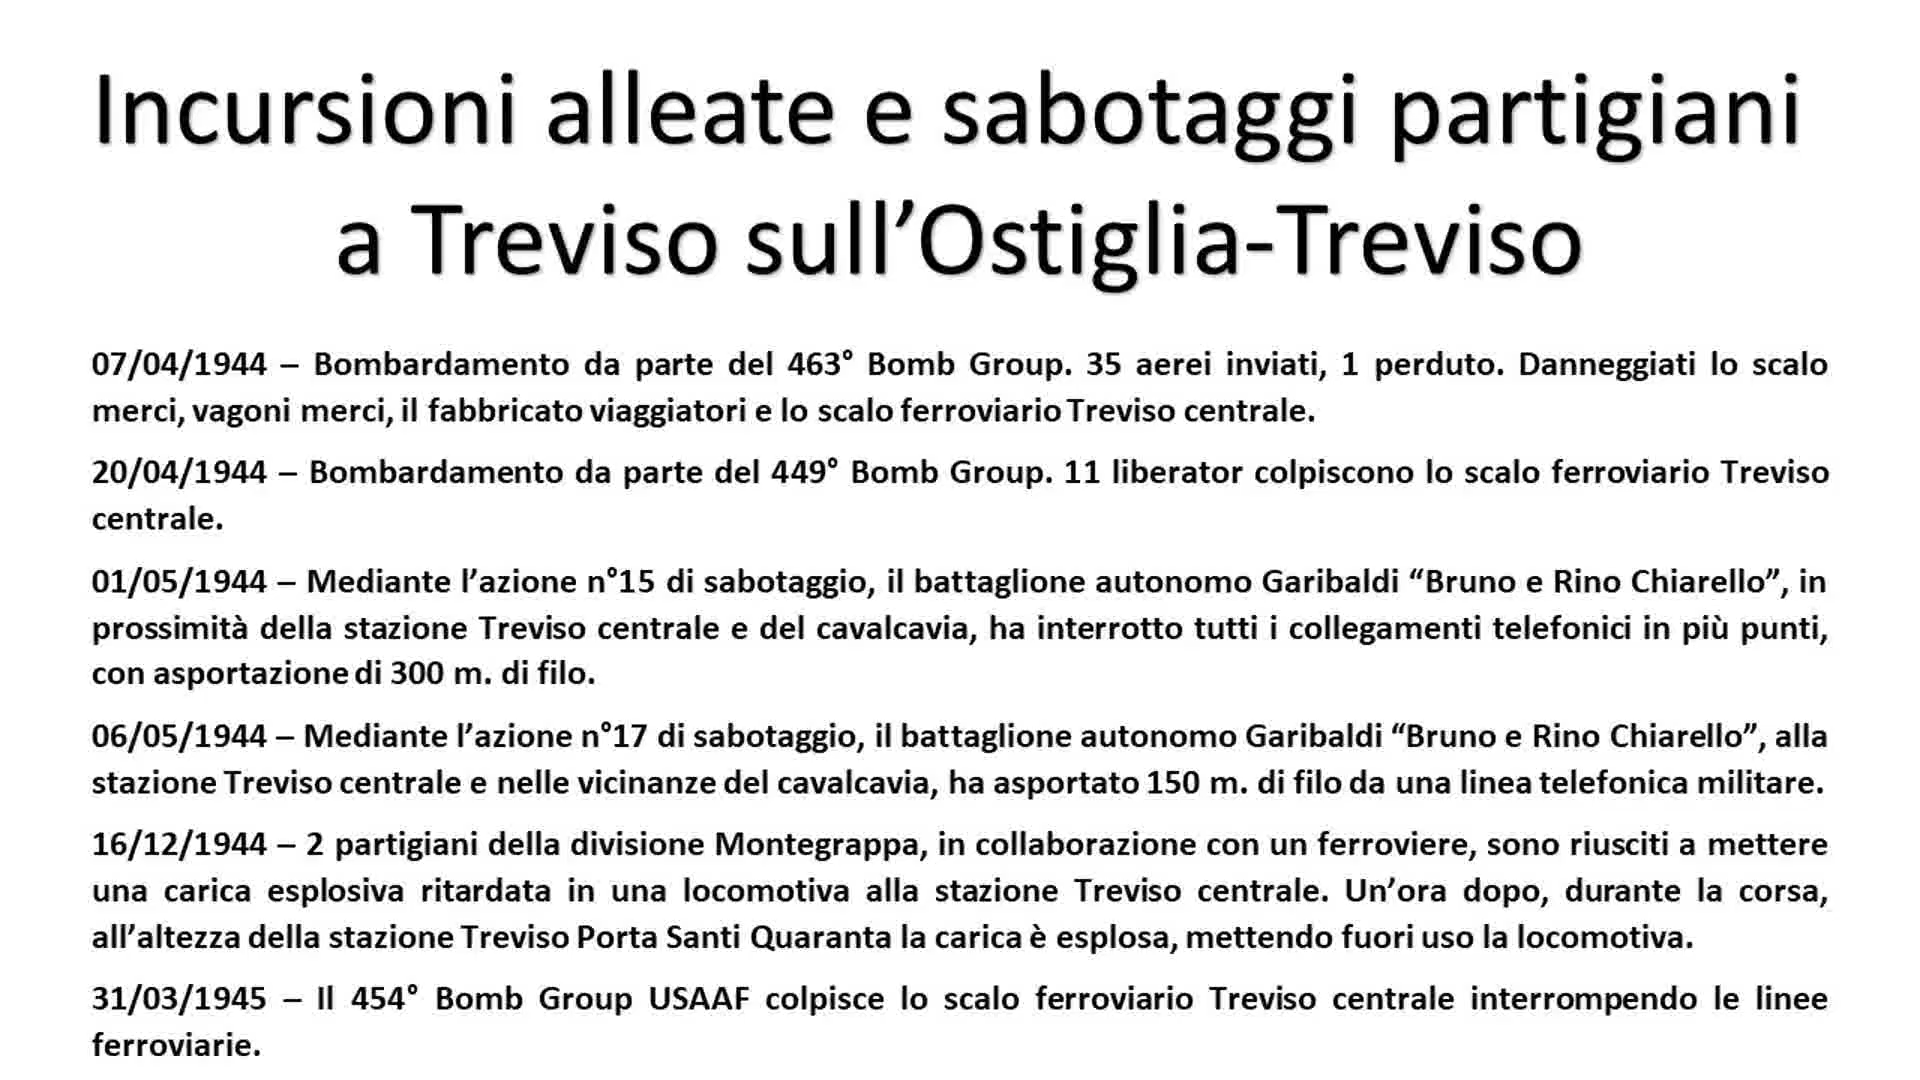 Incursioni alleate e sabotaggi partigiani
a Treviso sull’Ostiglia-Treviso
07/04/1944 – Bombardamento da parte del 463° Bomb Group. 35 aerei inviati, 1 perduto. Danneggiati lo scalo
merci, vagoni merci, il fabbricato viaggiatori e lo scalo ferroviario Treviso centrale.
20/04/1944 – Bombardamento da parte del 449° Bomb Group. 11 liberator colpiscono lo scalo ferroviario Treviso
centrale.
01/05/1944 – Mediante l’azione n°15 di sabotaggio, il battaglione autonomo Garibaldi “Bruno e Rino Chiarello”, in
prossimità della stazione Treviso centrale e del cavalcavia, ha interrotto tutti i collegamenti telefonici in più punti,
con asportazione di 300 m. di filo.
06/05/1944 – Mediante l’azione n°17 di sabotaggio, il battaglione autonomo Garibaldi “Bruno e Rino Chiarello”, alla
stazione Treviso centrale e nelle vicinanze del cavalcavia, ha asportato 150 m. di filo da una linea telefonica militare.
16/12/1944 – 2 partigiani della divisione Montegrappa, in collaborazione con un ferroviere, sono riusciti a mettere
una carica esplosiva ritardata in una locomotiva alla stazione Treviso centrale. Un’ora dopo, durante la corsa,
all’altezza della stazione Treviso Porta Santi Quaranta la carica è esplosa, mettendo fuori uso la locomotiva.
31/03/1945 – Il 454° Bomb Group USAAF colpisce lo scalo ferroviario Treviso centrale interrompendo le linee
ferroviarie.